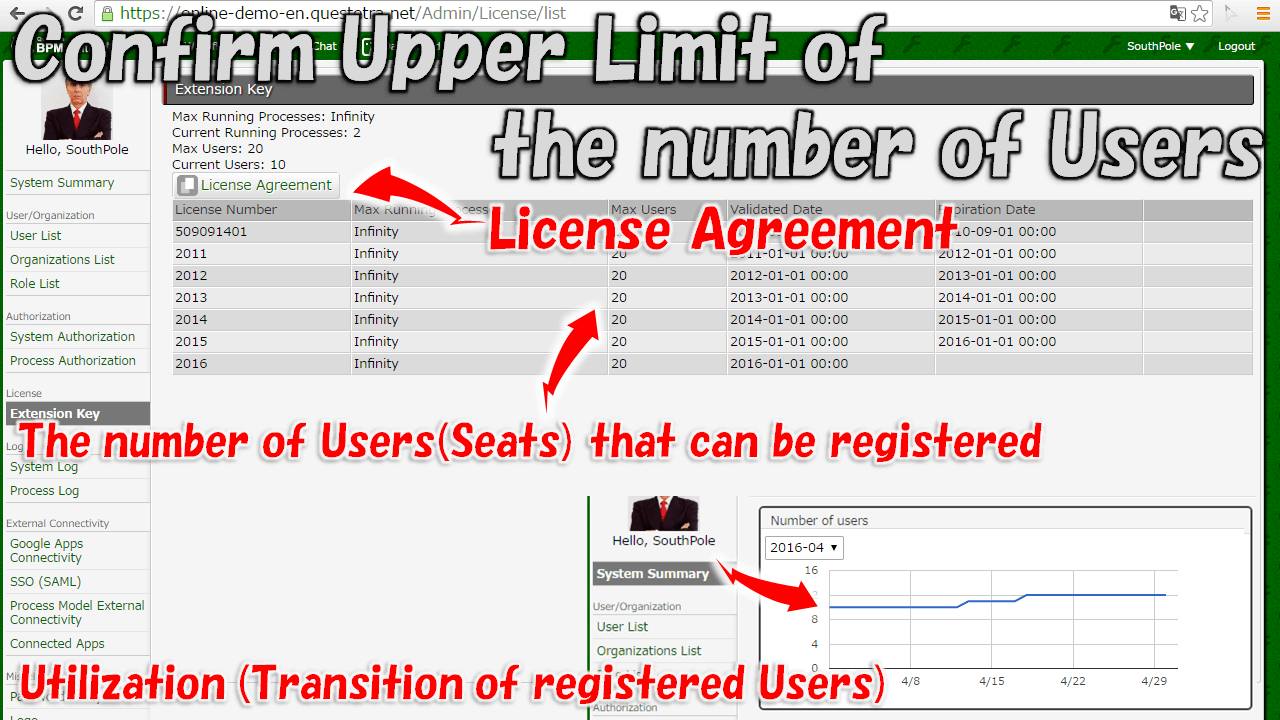 https://online-demo-en.questetra.net/Admin/License/list
Confirm Upper Limit of
the number of Users
BPM
Chat
SouthPole ▼
Logout
Hello, SouthPole
System Summary
User/Organization
User List
Organizations List
Role List
Authorization
System Authorization
Process Authorization
License
Extension Key
System Log
Process Log
External Connectivity
Google Apps
Connectivity
SSO (SAML)
Process Model External
Connectivity
Connected Apps
Extension Key
Max Running Processes: Infinity
Current Running Processes: 2
Max Users: 20
Current Users: 10
License Agreement
License Agreement
License Number Max Running Processes Max Users Validated Date Expiration Date
509091401 Infinity 2010-09-01 00:00
2011 Infinity 20 2011-01-01 00:00 2012-01-01 00:00
2012 Infinity 20 2012-01-01 00:00 2013-01-01 00:00
2013 Infinity 20 2013-01-01 00:00 2014-01-01 00:00
2014 Infinity 20 2014-01-01 00:00 2015-01-01 00:00
2015 Infinity 20 2015-01-01 00:00 2016-01-01 00:00
2016 Infinity 20 2016-01-01 00:00
The number of Users(Seats) that can be registered
Hello, SouthPole
System Summary
User/Organization
User List
Organizations List
Authorization
Number of users
2016-04 ▼
16
8
4
0
4/8 4/15 4/22 4/29
Utilization (Transition of registered Users)